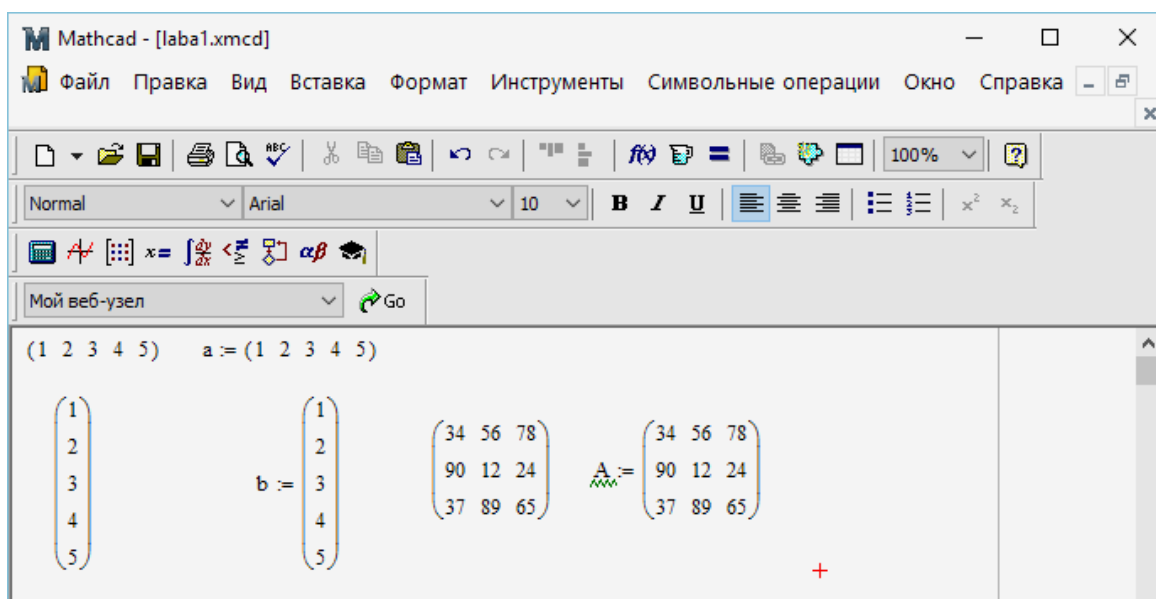 Mathcad - [laba1.xmcd]
Файл Правка Вид Вставка Формат Инструменты Символьные операции Окно Справка
100%
Normal Arial 10 B I U x² x₂
x= αβ
Мой веб-узел Go
(1 2 3 4 5) a := (1 2 3 4 5)
1 1
2 2 34 56 78 34 56 78
3 b := 3 90 12 24 A := 90 12 24
4 4 37 89 65 37 89 65
5 5